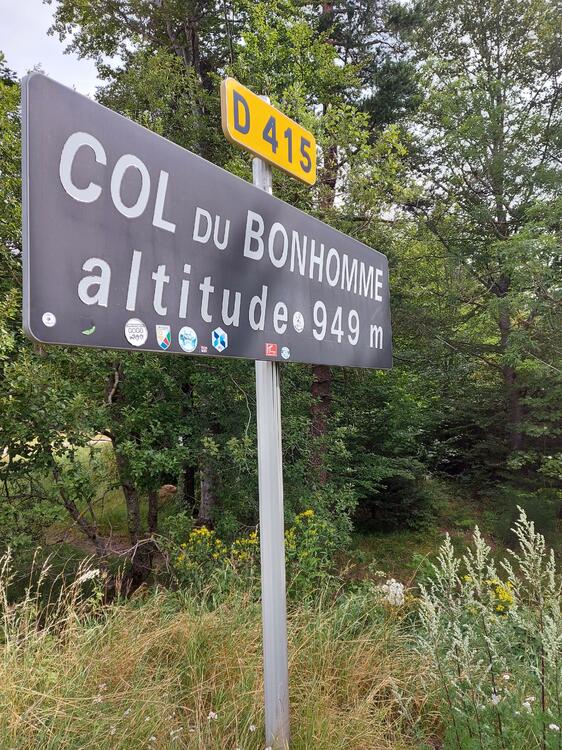 D 415
COL DU BONHOMME
altitude 949 m